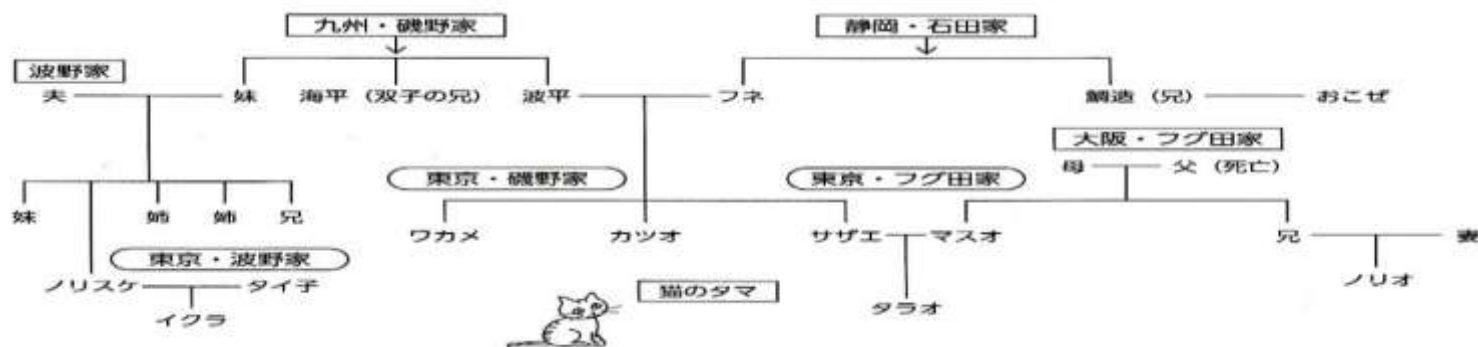 九州・磯野家
静岡・石田家
波野家
夫 妹 海平（双子の兄） 波平 フネ 鯛造（兄） おこぜ
大阪・フグ田家
母 父（死亡）
東京・磯野家
東京・フグ田家
妹 姉 姉 兄
ワカメ カツオ サザエ マスオ 兄 妻
東京・波野家
ノリスケ タイ子
猫のタマ
ノリオ
イクラ
タラオ